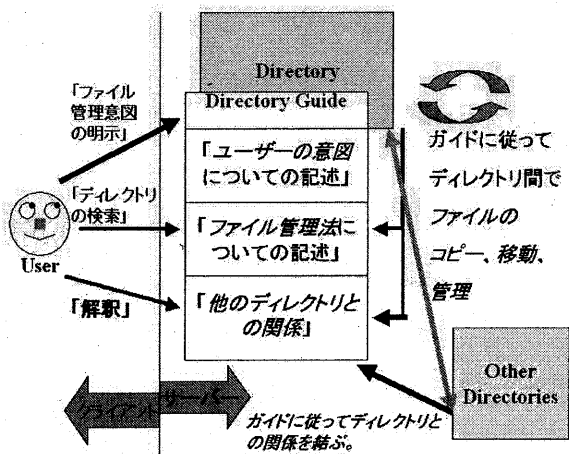 Directory
Directory Guide
「ファイル
管理意図
の明示」
「ユーザーの意図
についての記述」
ガイドに従って
ディレクトリ間で
ファイルの
コピー、移動、
管理
「ディレクトリ
の検索」
「ファイル管理法に
ついての記述」
User
「解釈」
「他のディレクトリと
の関係」
Other
Directories
クライアント
サーバー
ガイドに従ってディレクトリと
の関係を結ぶ。